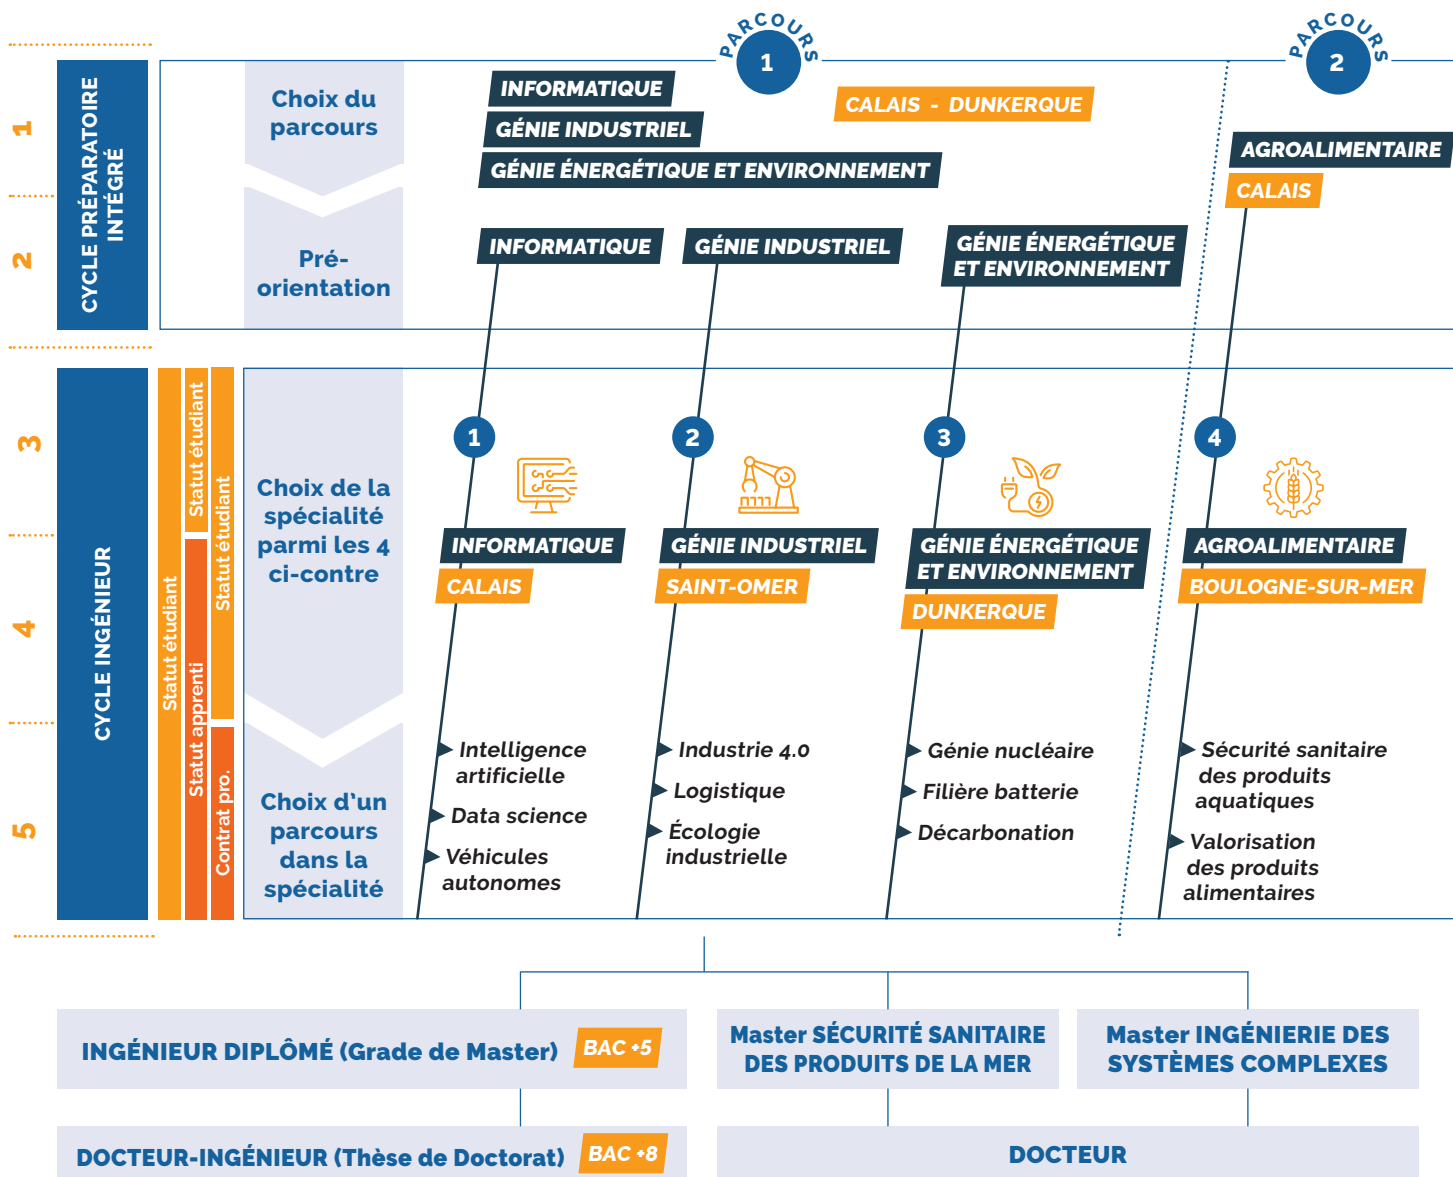 PARCOURS
1
PARCOURS
2
1
2
CYCLE PRÉPARATOIRE
INTÉGRÉ
Choix du
parcours
INFORMATIQUE
GÉNIE INDUSTRIEL
GÉNIE ÉNERGÉTIQUE ET ENVIRONNEMENT
CALAIS - DUNKERQUE
AGROALIMENTAIRE
CALAIS
Pré-
orientation
INFORMATIQUE
GÉNIE INDUSTRIEL
GÉNIE ÉNERGÉTIQUE
ET ENVIRONNEMENT
3
4
5
CYCLE INGÉNIEUR
Statut étudiant
Statut étudiant
Statut apprenti
Statut étudiant
Contrat pro.
Choix de la
spécialité
parmi les 4
ci-contre
1
INFORMATIQUE
CALAIS
2
GÉNIE INDUSTRIEL
SAINT-OMER
3
GÉNIE ÉNERGÉTIQUE
ET ENVIRONNEMENT
DUNKERQUE
4
AGROALIMENTAIRE
BOULOGNE-SUR-MER
Choix d'un
parcours
dans la
spécialité
Intelligence
artificielle
Data science
Véhicules
autonomes
Industrie 4.0
Logistique
Écologie
industrielle
Génie nucléaire
Filière batterie
Décarbonation
Sécurité sanitaire
des produits
aquatiques
Valorisation
des produits
alimentaires
INGÉNIEUR DIPLÔMÉ (Grade de Master)
BAC +5
Master SÉCURITÉ SANITAIRE
DES PRODUITS DE LA MER
Master INGÉNIERIE DES
SYSTÈMES COMPLEXES
DOCTEUR-INGÉNIEUR (Thèse de Doctorat)
BAC +8
DOCTEUR